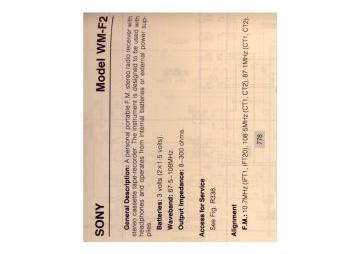 SONY Model WM-F2
General Description: A personal portable F.M. stereo radio receiver with
stereo cassette tape-recorder. The instrument is designed to be used with
headphones and operates from internal batteries or external power sup-
plies.
Batteries: 3 volts (2×1·5 volts).
Waveband: 87·5–108MHz.
Output Impedance: 8–300 ohms.
Access for Service
See Fig. R338.
Alignment
F.M.: 10·7MHz (IFT1, IFT20), 108·5MHz (CT1, CT2), 87·1MHz (CT1, CT2).
778